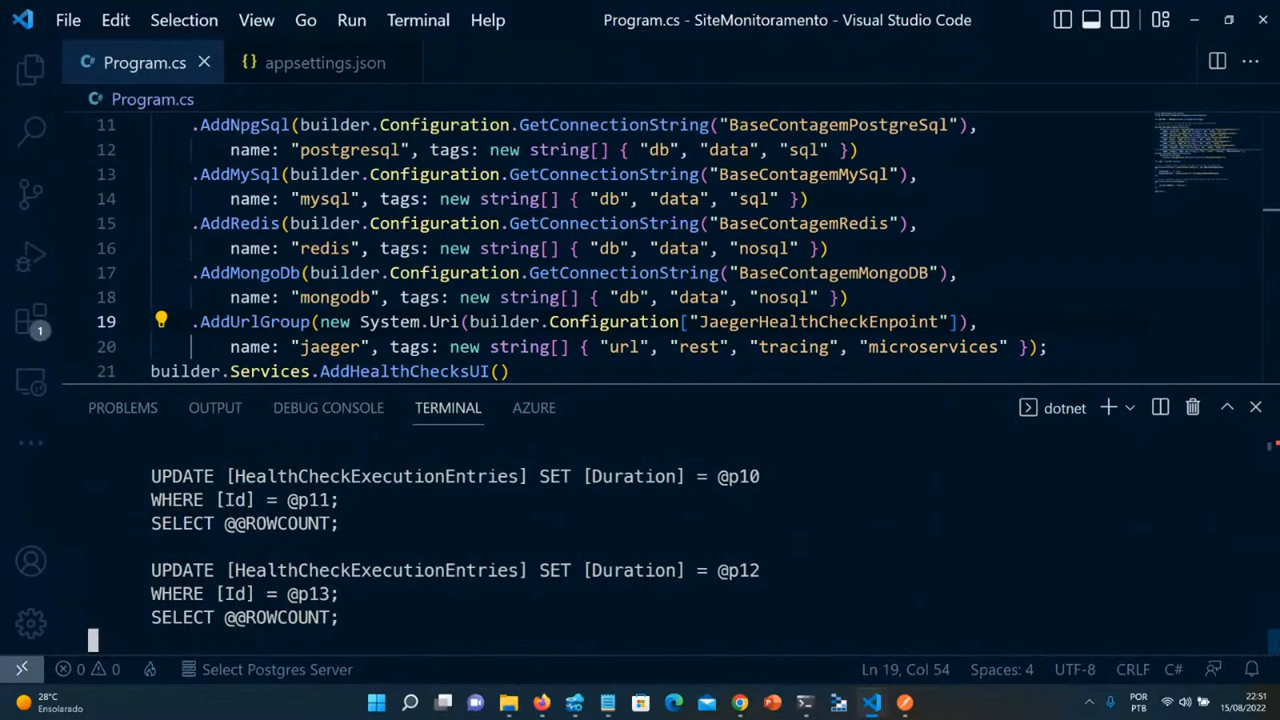 File Edit Selection View Go Run Terminal Help Program.cs - SiteMonitoramento - Visual Studio Code
Program.cs appsettings.json
Program.cs
11 .AddNpgSql(builder.Configuration.GetConnectionString("BaseContagemPostgreSql"),
12 name: "postgresql", tags: new string[] { "db", "data", "sql" })
13 .AddMySql(builder.Configuration.GetConnectionString("BaseContagemMySql"),
14 name: "mysql", tags: new string[] { "db", "data", "sql" })
15 .AddRedis(builder.Configuration.GetConnectionString("BaseContagemRedis"),
16 name: "redis", tags: new string[] { "db", "data", "nosql" })
17 .AddMongoDb(builder.Configuration.GetConnectionString("BaseContagemMongoDB"),
18 name: "mongodb", tags: new string[] { "db", "data", "nosql" })
19 .AddUrlGroup(new System.Uri(builder.Configuration["JaegerHealthCheckEnpoint"]),
20 name: "jaeger", tags: new string[] { "url", "rest", "tracing", "microservices" });
21 builder.Services.AddHealthChecksUI()
1
PROBLEMS OUTPUT DEBUG CONSOLE TERMINAL AZURE dotnet
UPDATE [HealthCheckExecutionEntries] SET [Duration] = @p10
WHERE [Id] = @p11;
SELECT @@ROWCOUNT;
UPDATE [HealthCheckExecutionEntries] SET [Duration] = @p12
WHERE [Id] = @p13;
SELECT @@ROWCOUNT;
0 0 Select Postgres Server Ln 19, Col 54 Spaces: 4 UTF-8 CRLF C#
28°C POR 22:51
Ensolarado PTB 15/08/2022